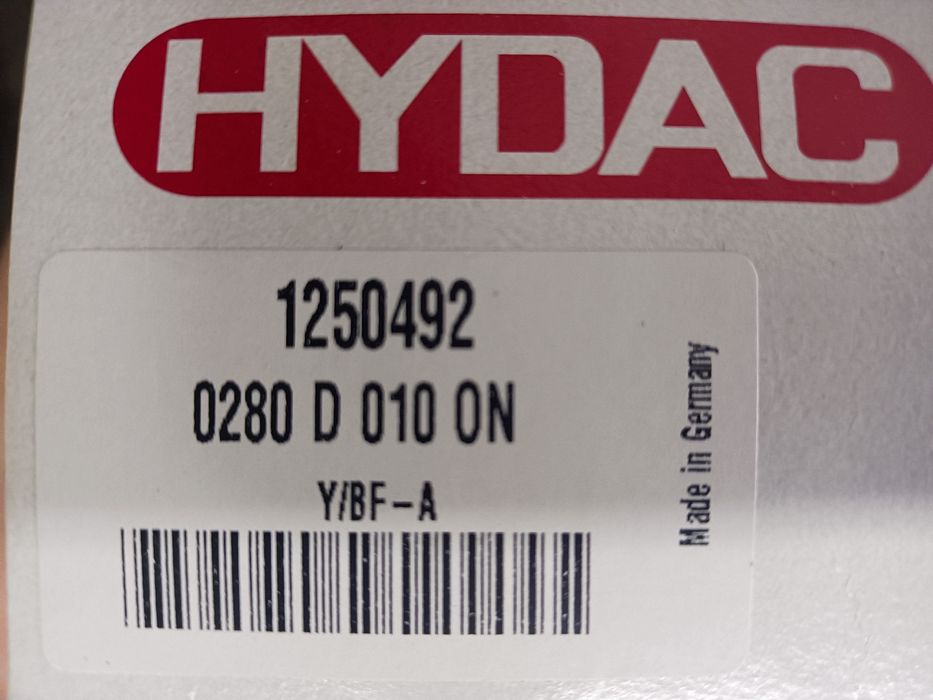 HYDAC
1250492
0280 D 010 ON
Y/BF-A
Made in Germany